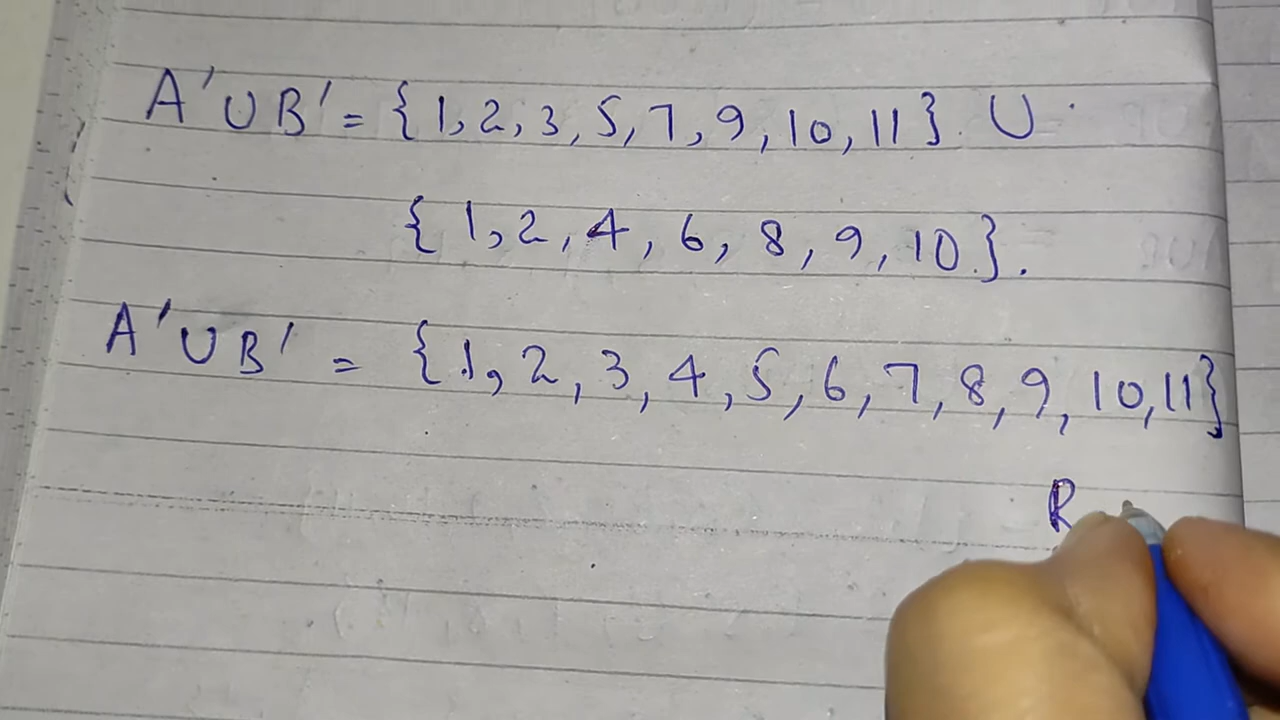 A′∪B′ = {1,2,3,5,7,9,10,11} ∪
{1,2,4,6,8,9,10}.
A′∪B′ = {1,2,3,4,5,6,7,8,9,10,11}
R